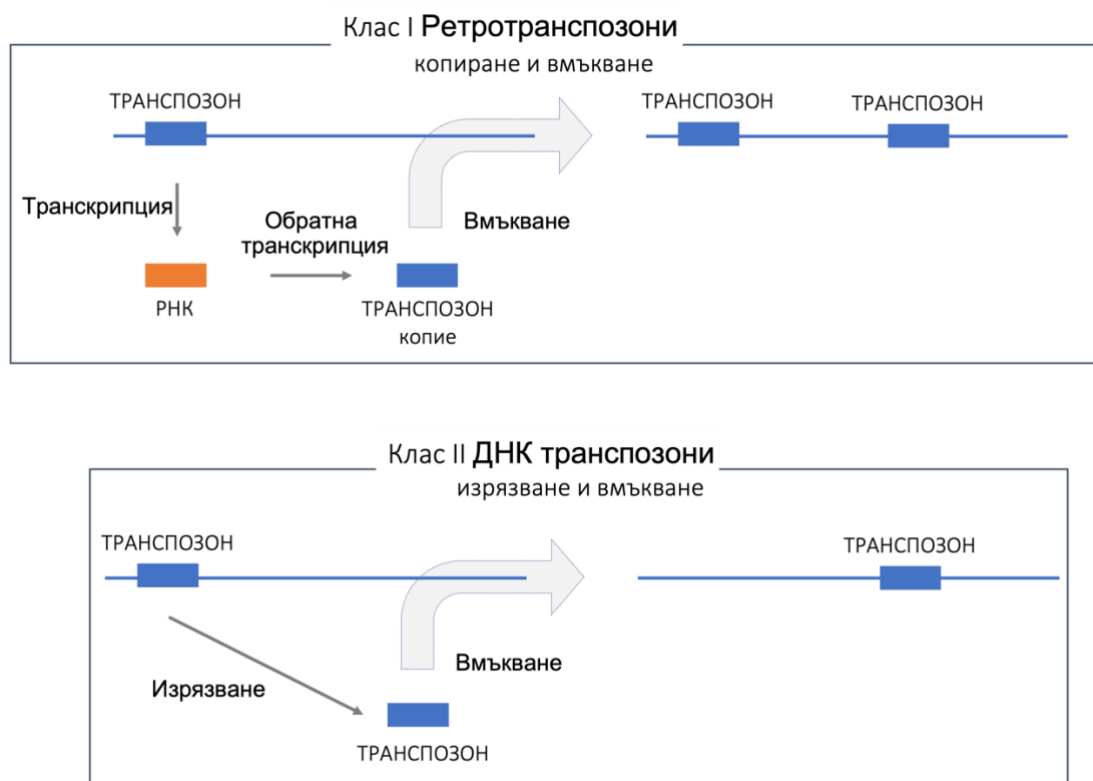 Клас I Ретротранспозони
копиране и вмъкване
ТРАНСПОЗОН
ТРАНСПОЗОН
ТРАНСПОЗОН
Транскрипция
Обратна
транскрипция
Вмъкване
РНК
ТРАНСПОЗОН
копие
Клас II ДНК транспозони
изрязване и вмъкване
ТРАНСПОЗОН
ТРАНСПОЗОН
Изрязване
Вмъкване
ТРАНСПОЗОН